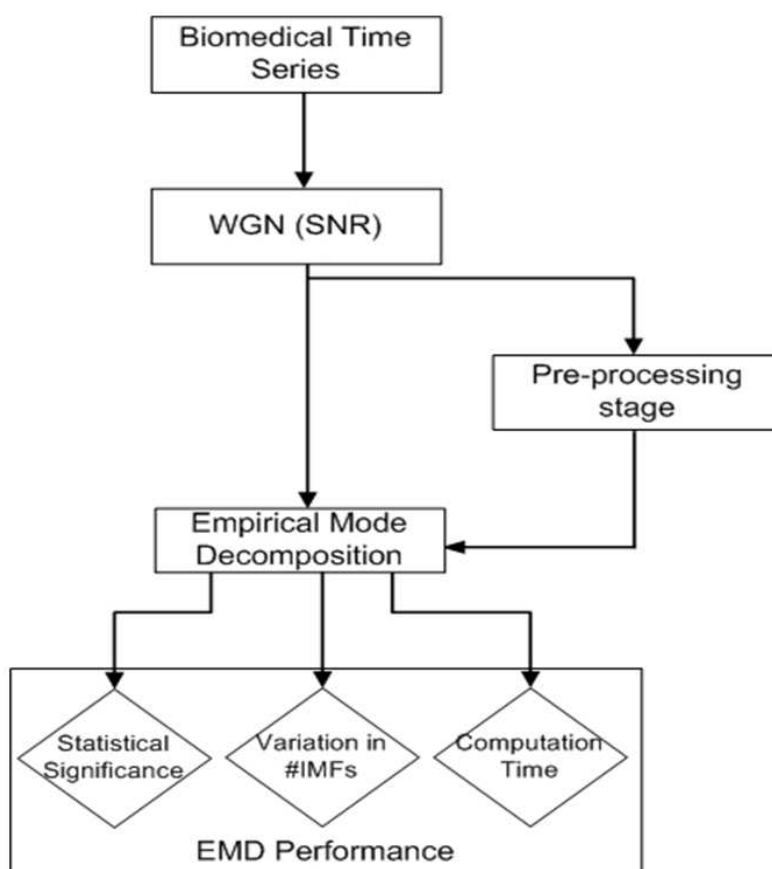 Biomedical Time
Series
WGN (SNR)
Pre-processing
stage
Empirical Mode
Decomposition
Statistical
Significance
Variation in
#IMFs
Computation
Time
EMD Performance